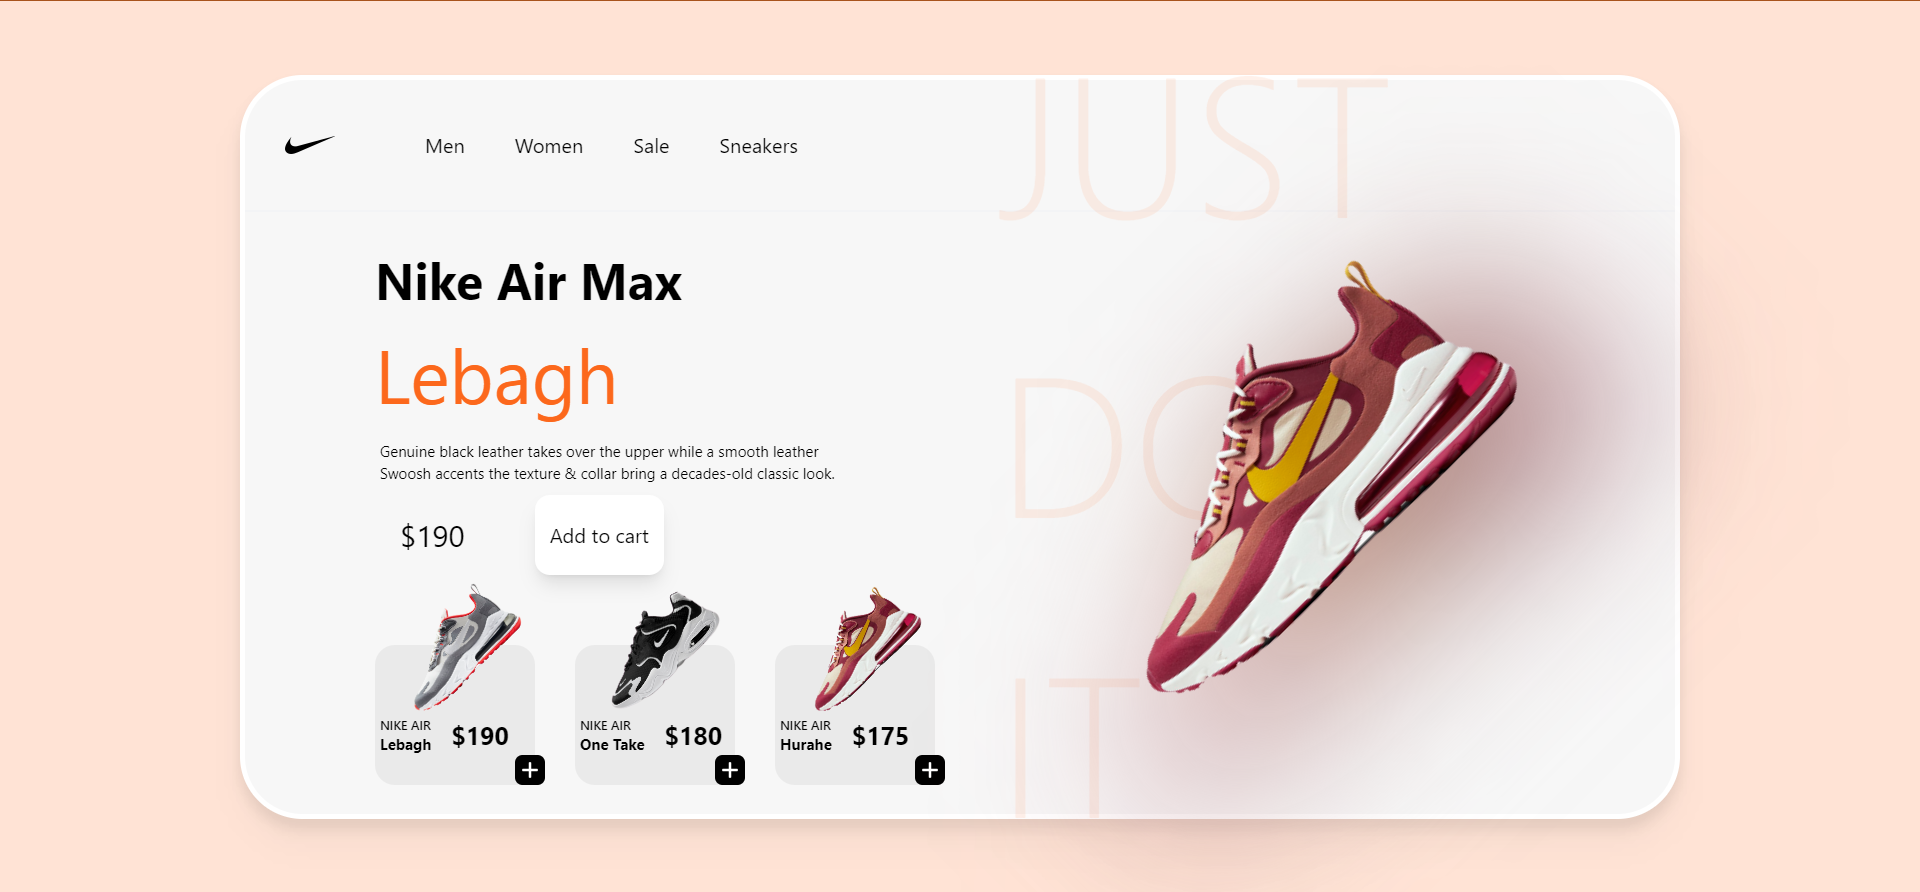 JUST
Men Women Sale Sneakers
Nike Air Max
Lebagh
DO
Genuine black leather takes over the upper while a smooth leather
Swoosh accents the texture & collar bring a decades-old classic look.
$190 Add to cart
IT
NIKE AIR
Lebagh $190
NIKE AIR
One Take $180
NIKE AIR
Hurahe $175